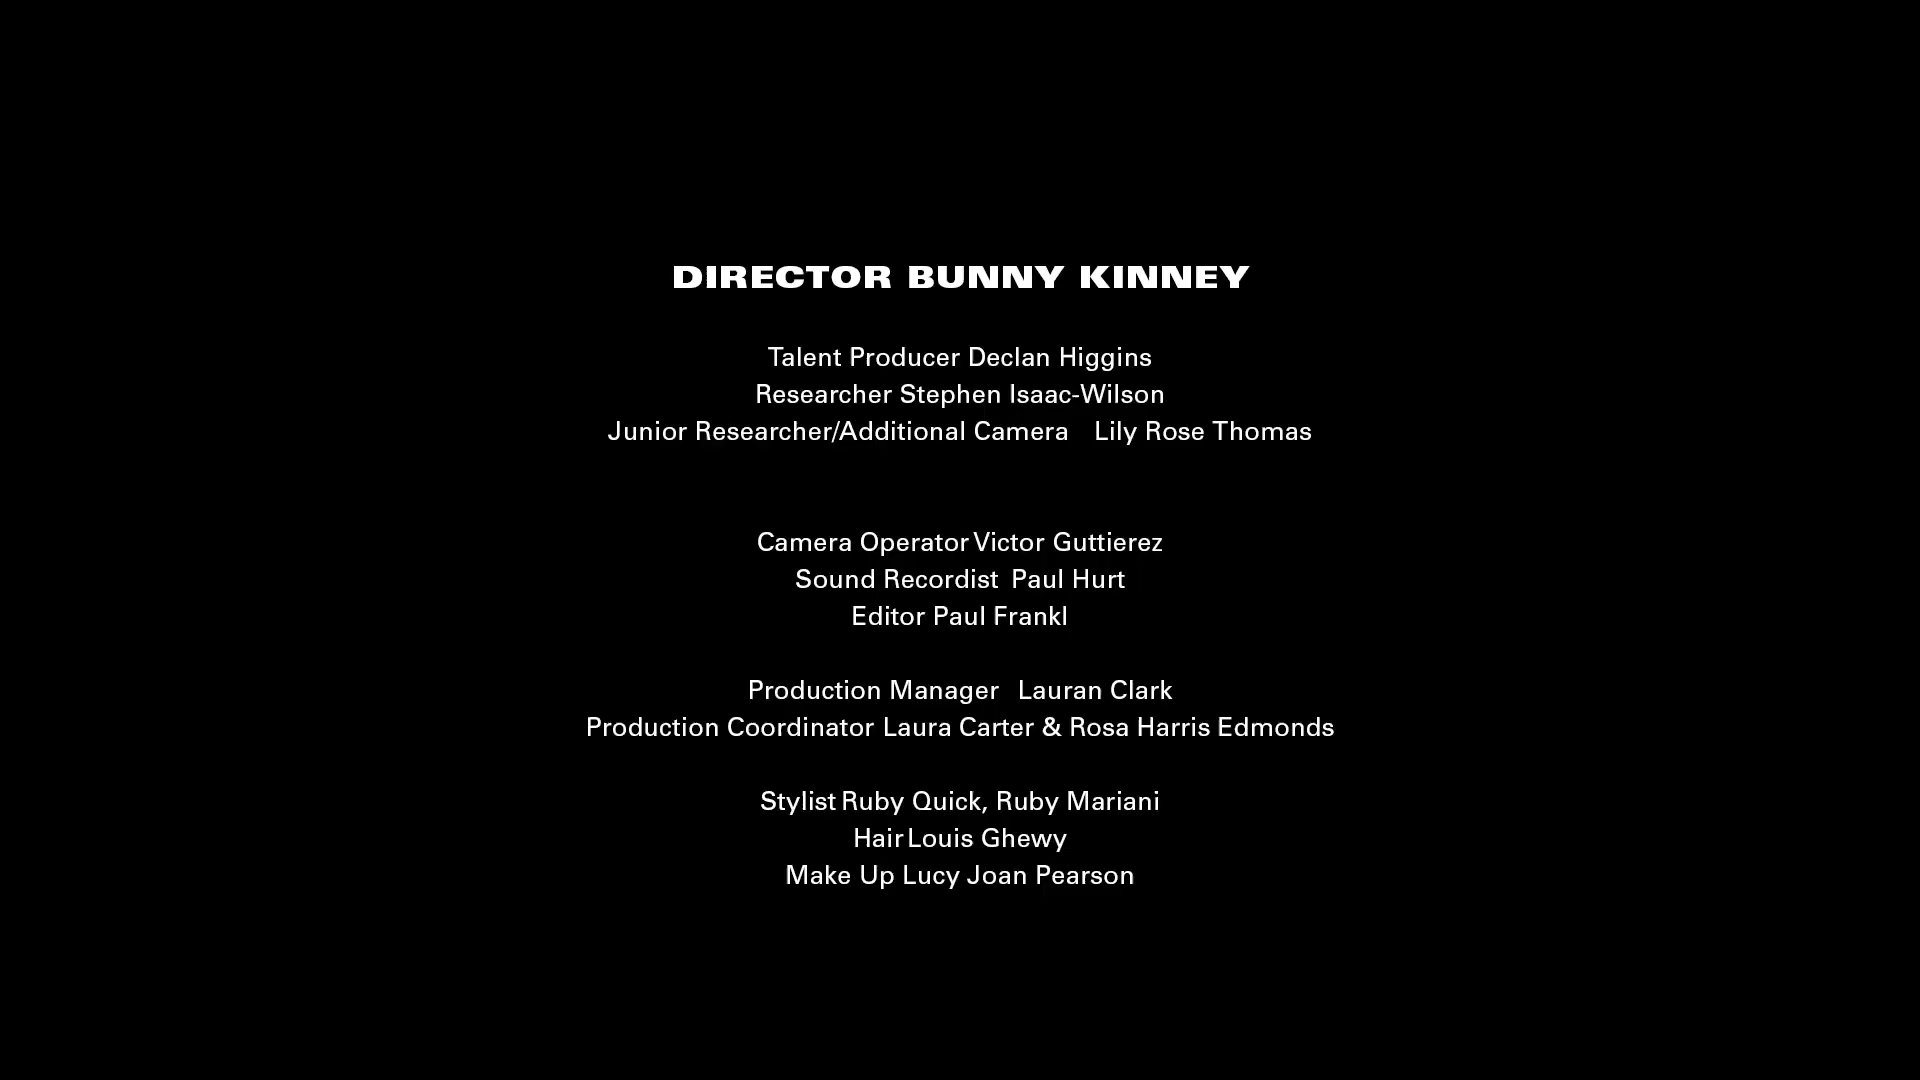 DIRECTOR BUNNY KINNEY
Talent Producer Declan Higgins
Researcher Stephen Isaac-Wilson
Junior Researcher/Additional Camera Lily Rose Thomas
Camera Operator Victor Guttierez
Sound Recordist Paul Hurt
Editor Paul Frankl
Production Manager Lauran Clark
Production Coordinator Laura Carter & Rosa Harris Edmonds
Stylist Ruby Quick, Ruby Mariani
Hair Louis Ghewy
Make Up Lucy Joan Pearson